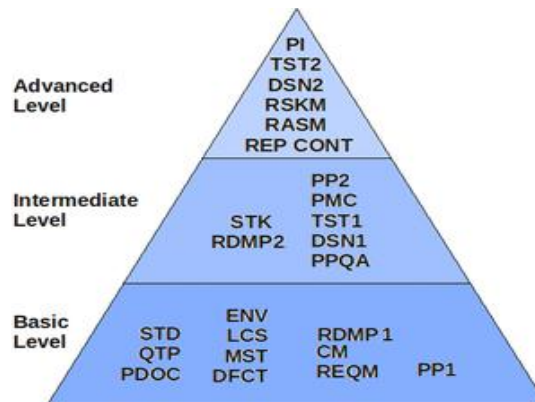 PI
TST2
DSN2
RSKM
RASM
REP CONT
Advanced
Level
PP2
PMC
STK TST1
RDMP2 DSN1
PPQA
Intermediate
Level
ENV
STD LCS RDMP1
QTP MST CM
PDOC DFCT REQM PP1
Basic
Level